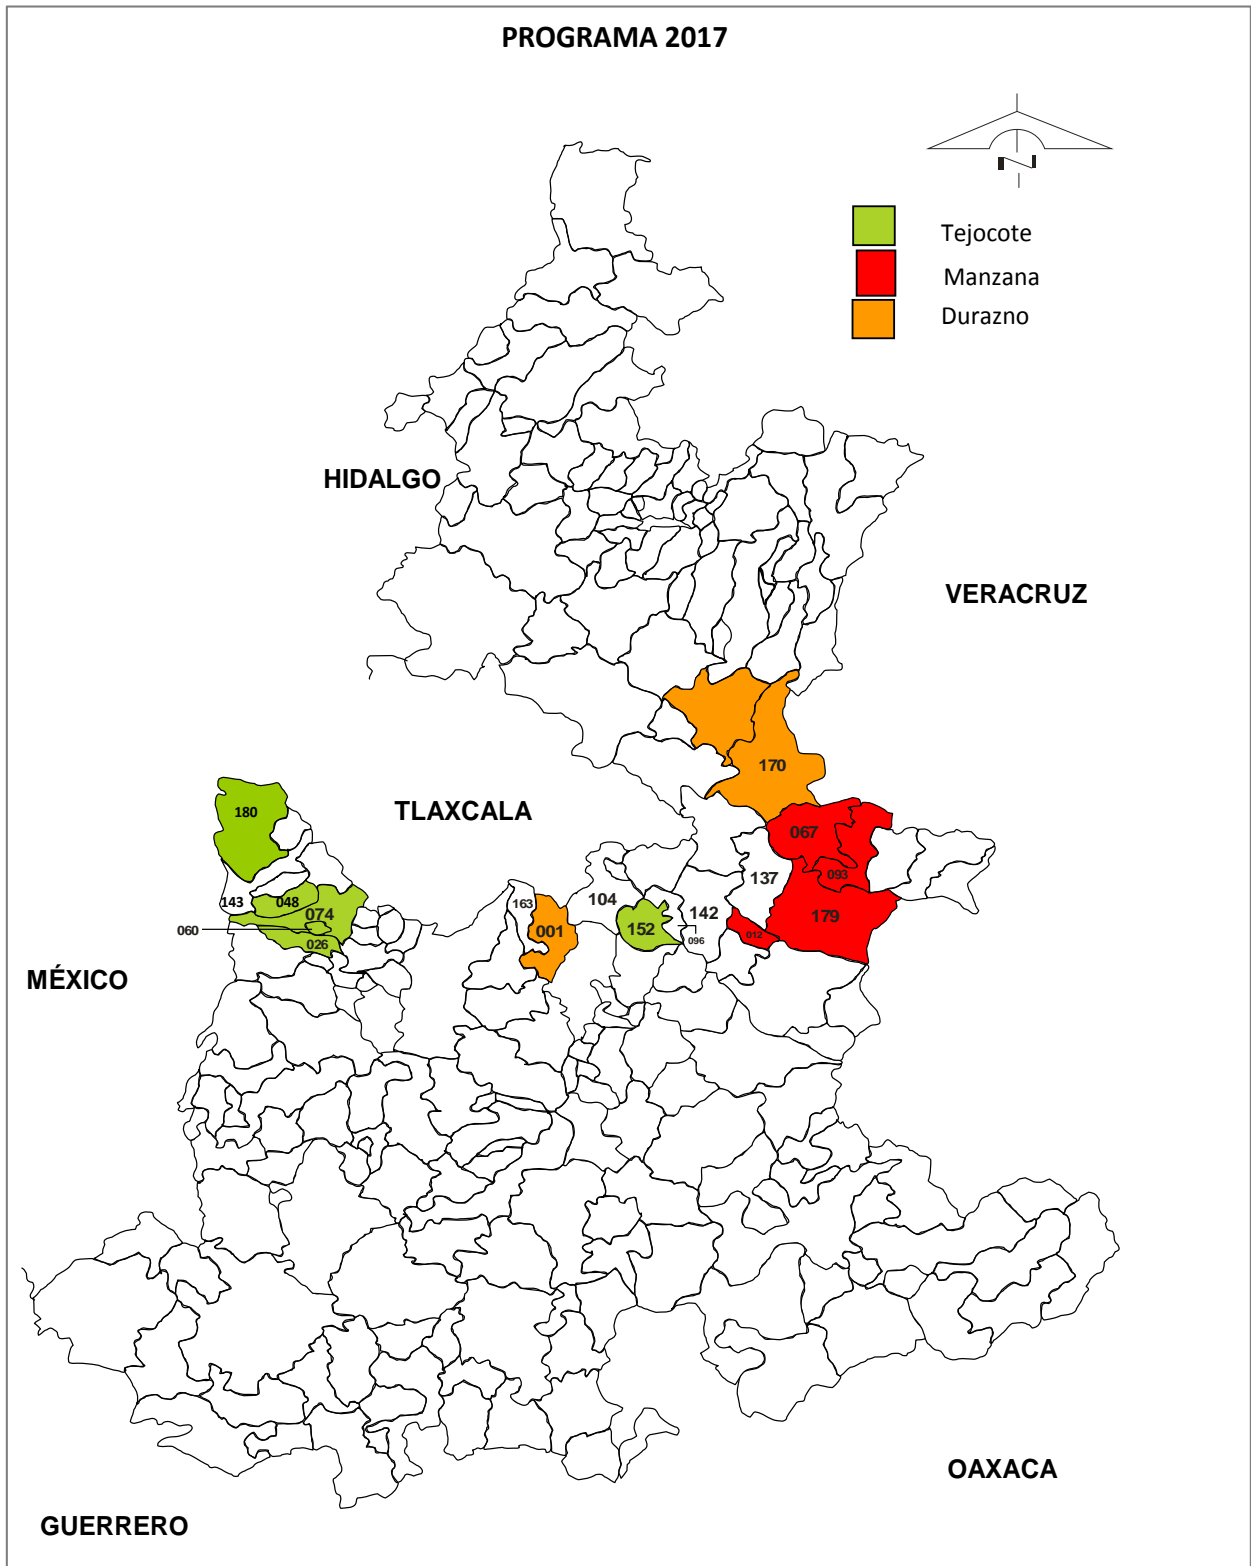 PROGRAMA 2017
N
Tejocote
Manzana
Durazno
HIDALGO
VERACRUZ
170
TLAXCALA
180
067
093
137
143
048
074
163
104
142
179
060
001
152
012
026
096
MÉXICO
OAXACA
GUERRERO